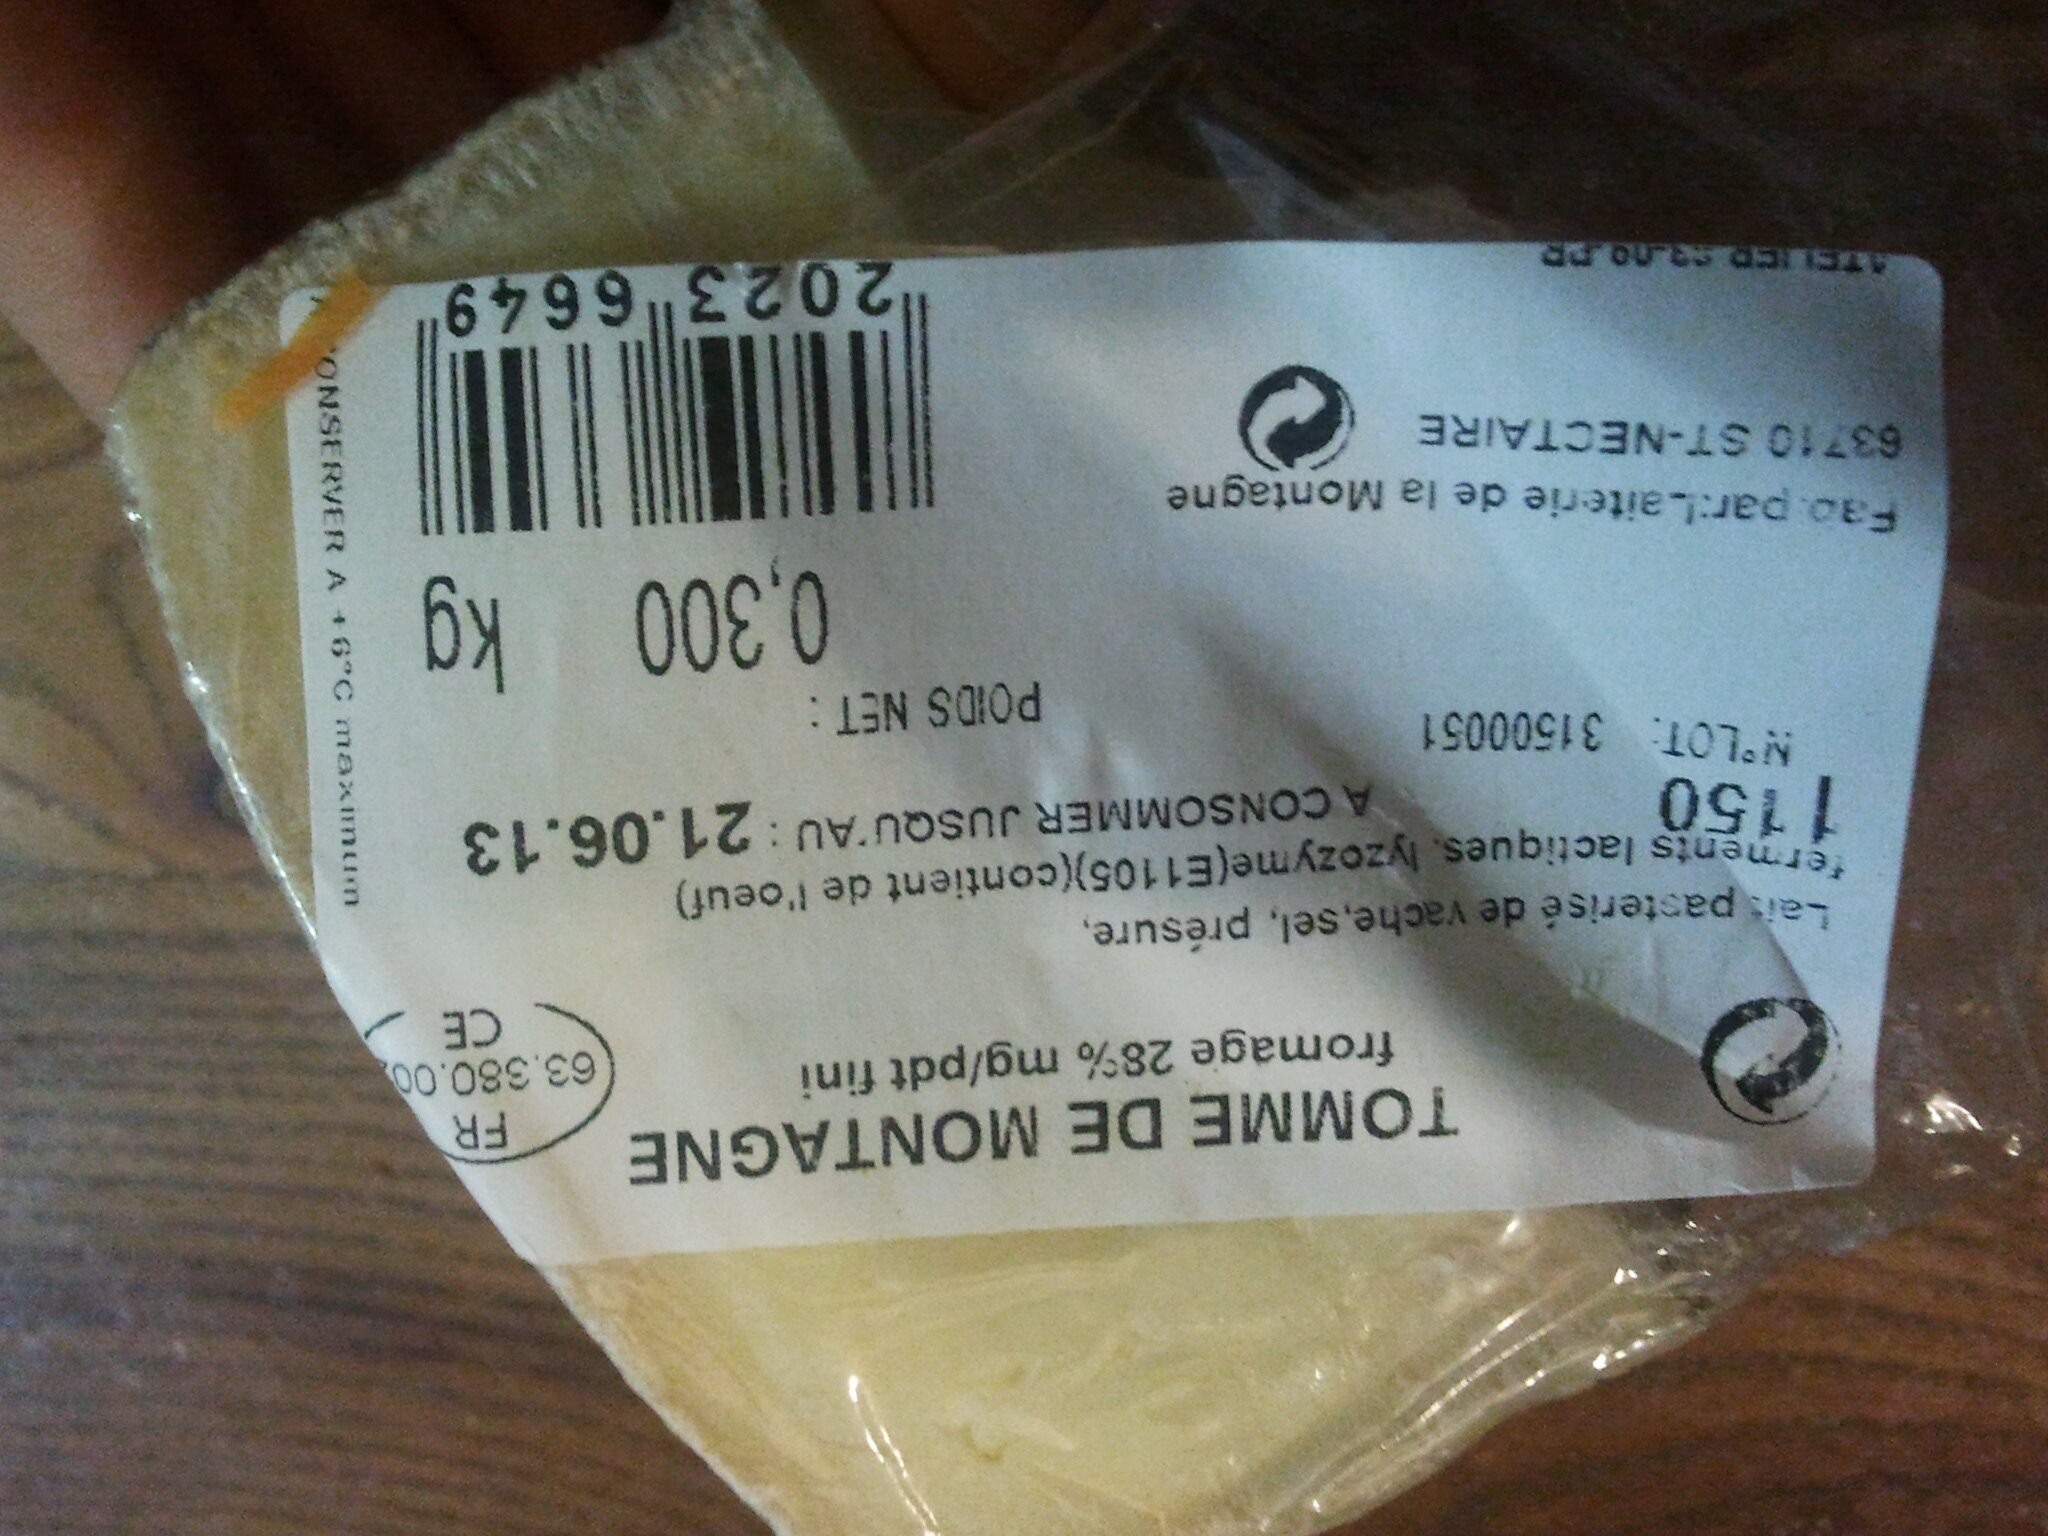 TOMME DE MONTAGNE
fromage 28% mg/pdt fini
FR
63.380.00
CE
Lait pasterisé de vache,sel, présure,
ferments lactiques, lyzozyme(E1105)(contient de l'oeuf)
1150
A CONSOMMER JUSQU'AU : 21.06.13
N°LOT: 31500051
POIDS NET :
0,300 kg
Fab.par:Laiterie de la Montagne
63710 ST-NECTAIRE
2023 6649
CONSERVER A +6°C maximum
ATELIER